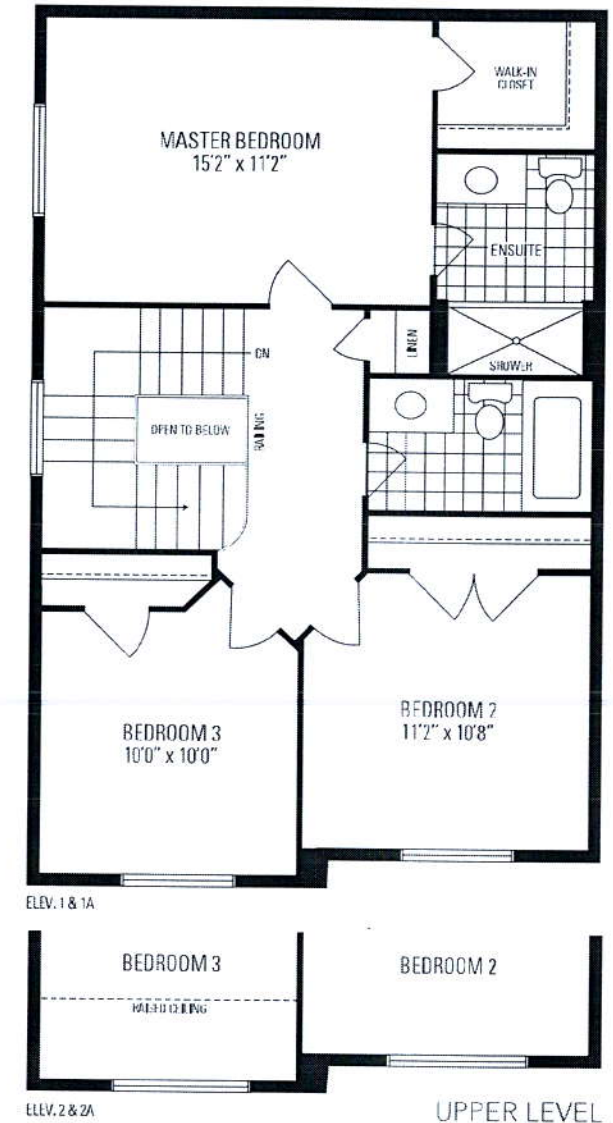 WALK-IN
CLOSET
MASTER BEDROOM
15'2" x 11'2"
ENSUITE
DN
LINEN
SHOWER
OPEN TO BELOW
RAILING
BEDROOM 2
11'2" x 10'8"
BEDROOM 3
10'0" x 10'0"
ELEV. 1 & 1A
BEDROOM 3
BEDROOM 2
RAISED CEILING
ELEV. 2 & 2A
UPPER LEVEL